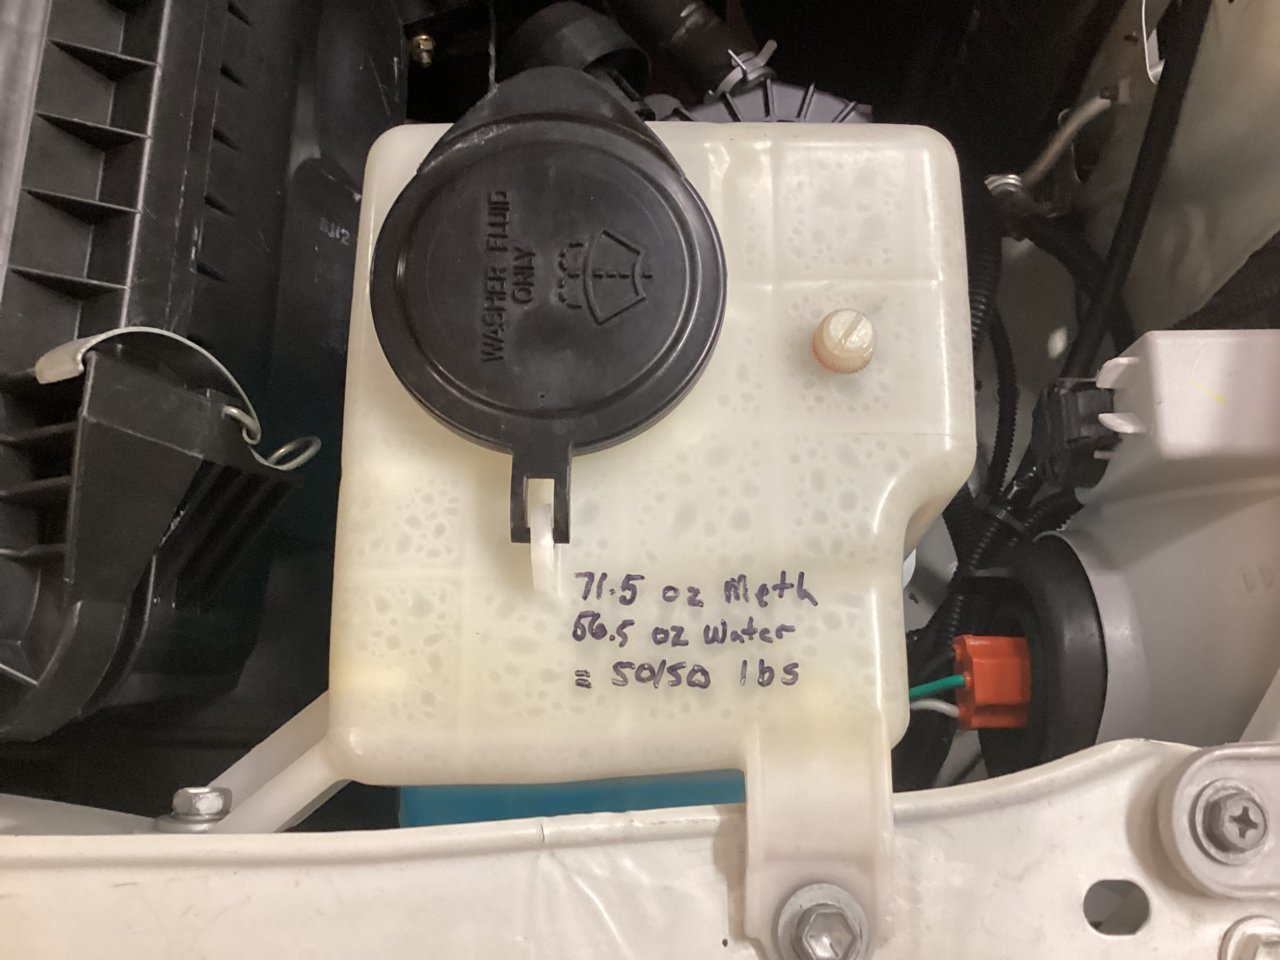 WASHER FLUID
ONLY
71.5 oz Meth
56.5 oz Water
= 50/50 lbs